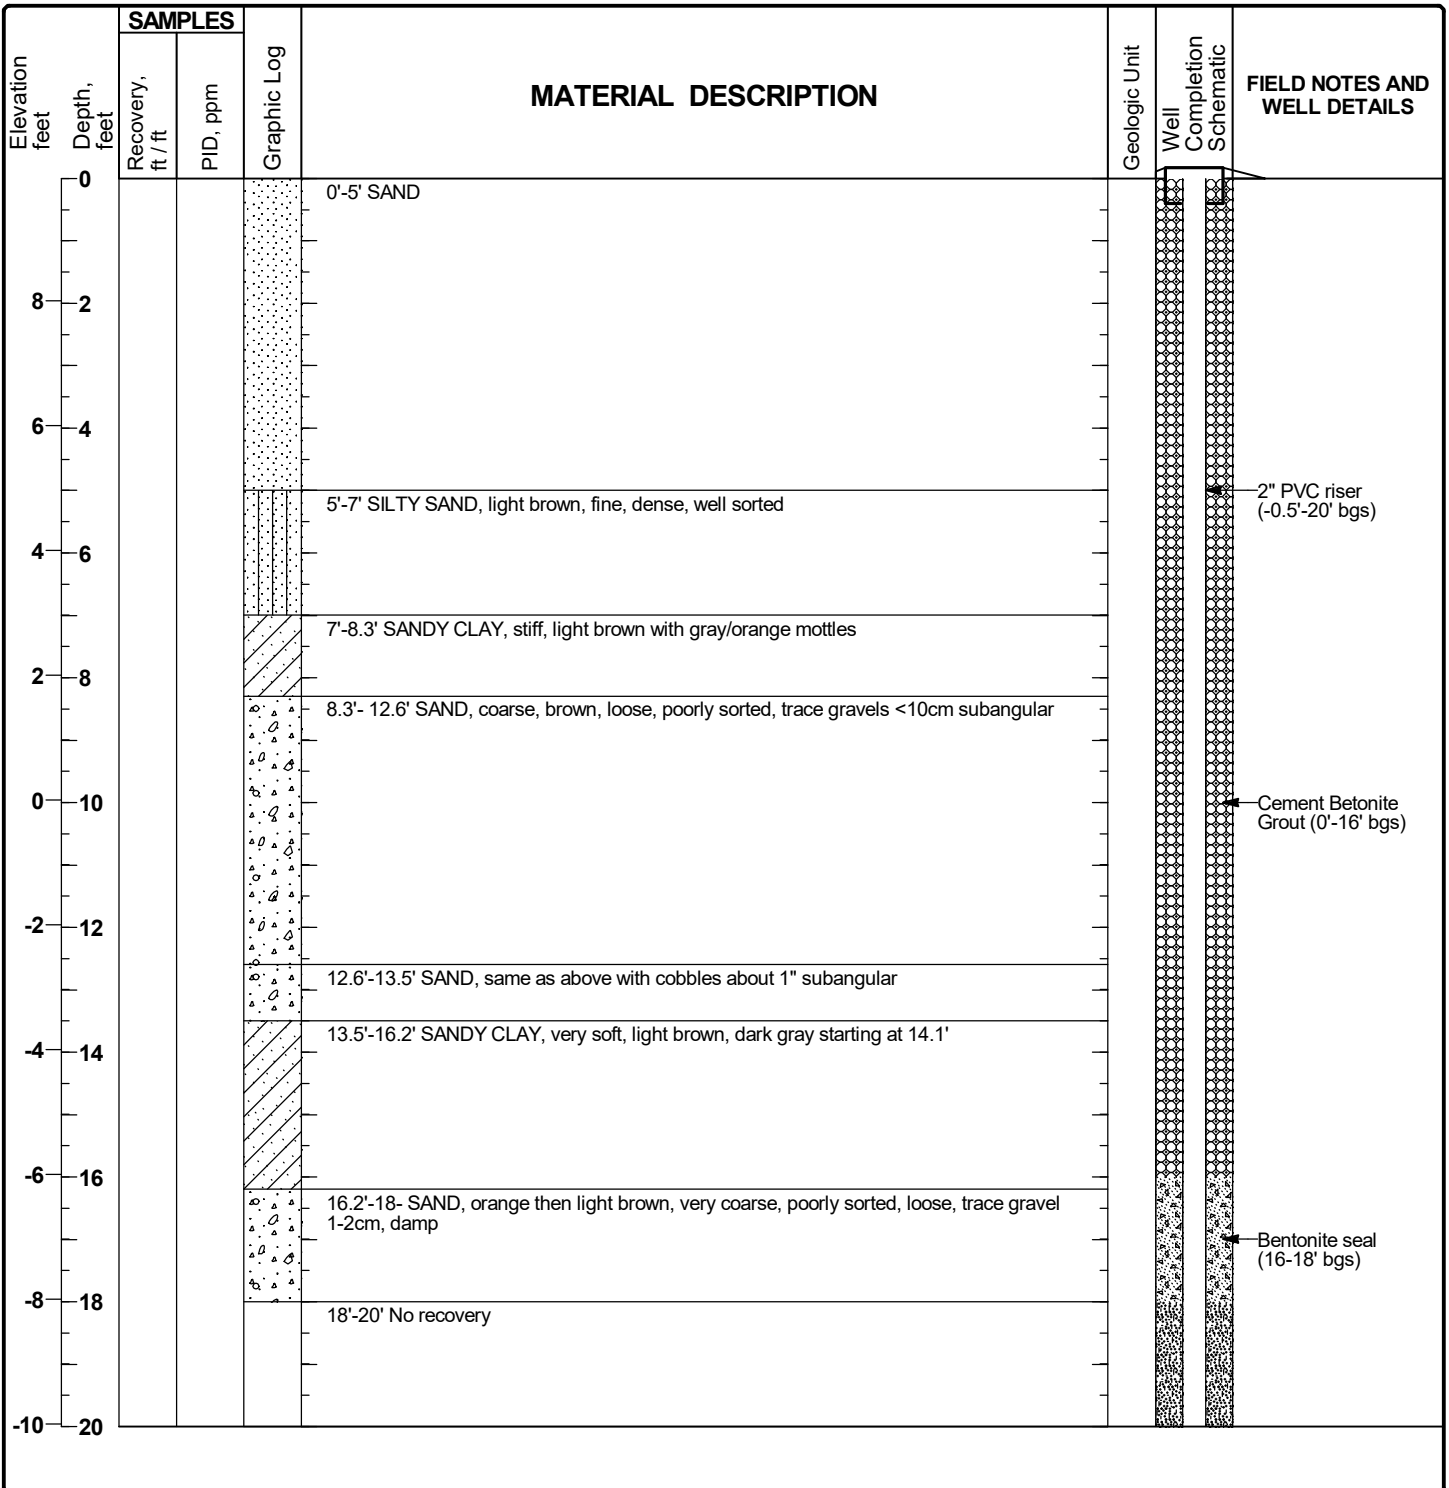 SAMPLES
Elevation
feet
Depth,
feet
Recovery,
ft / ft
PID, ppm
Graphic Log
MATERIAL DESCRIPTION
Geologic Unit
Well
Completion
Schematic
FIELD NOTES AND
WELL DETAILS
0
0'-5' SAND
8
2
6
4
5'-7' SILTY SAND, light brown, fine, dense, well sorted
2" PVC riser
(-0.5'-20' bgs)
4
6
7'-8.3' SANDY CLAY, stiff, light brown with gray/orange mottles
2
8
8.3'- 12.6' SAND, coarse, brown, loose, poorly sorted, trace gravels <10cm subangular
0
10
Cement Betonite
Grout (0'-16' bgs)
-2
12
12.6'-13.5' SAND, same as above with cobbles about 1" subangular
13.5'-16.2' SANDY CLAY, very soft, light brown, dark gray starting at 14.1'
-4
14
-6
16
16.2'-18- SAND, orange then light brown, very coarse, poorly sorted, loose, trace gravel
1-2cm, damp
Bentonite seal
(16-18' bgs)
-8
18
18'-20' No recovery
-10
20